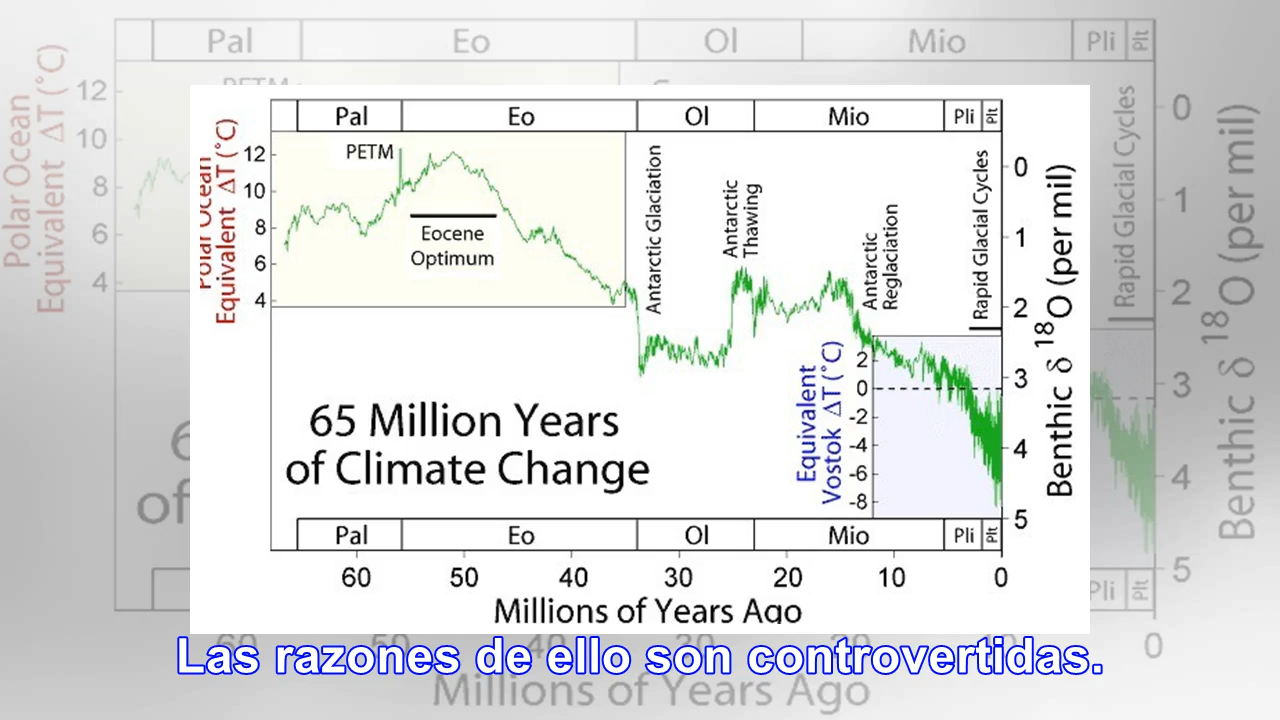 Pal Eo Ol Mio Pli Plt
PETM
12
10
8
6
4
Polar Ocean
Equivalent ΔT (°C)
Eocene
Optimum
Antarctic Glaciation
Antarctic
Thawing
Antarctic
Reglaciation
Rapid Glacial Cycles
0
1
2
3
4
5
Benthic δ 18O (per mil)
Equivalent
Vostok ΔT (°C)
2
0
-2
-4
-6
-8
65 Million Years
of Climate Change
Pal Eo Ol Mio Pli Plt
60 50 40 30 20 10 0
Millions of Years Ago
Las razones de ello son controvertidas.